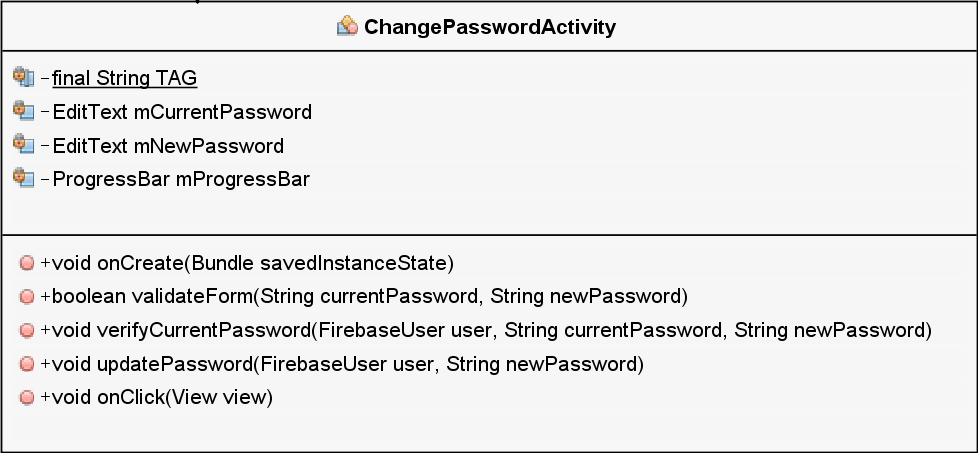 ChangePasswordActivity
-final String TAG
-EditText mCurrentPassword
-EditText mNewPassword
-ProgressBar mProgressBar
+void onCreate(Bundle savedInstanceState)
+boolean validateForm(String currentPassword, String newPassword)
+void verifyCurrentPassword(FirebaseUser user, String currentPassword, String newPassword)
+void updatePassword(FirebaseUser user, String newPassword)
+void onClick(View view)